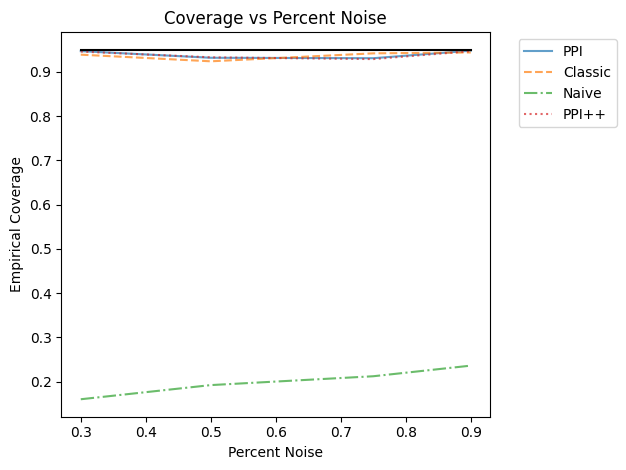 Coverage vs Percent Noise
Empirical Coverage
0.9
0.8
0.7
0.6
0.5
0.4
0.3
0.2
0.3 0.4 0.5 0.6 0.7 0.8 0.9
Percent Noise
PPI
Classic
Naive
PPI++